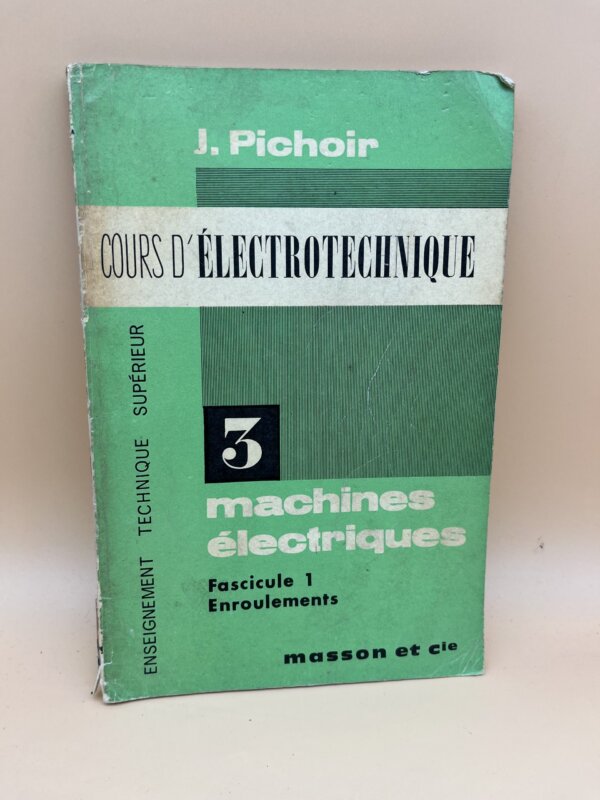 J. Pichoir
COURS D'ÉLECTROTECHNIQUE
ENSEIGNEMENT TECHNIQUE SUPÉRIEUR
3
machines
électriques
Fascicule 1
Enroulements
masson et cie